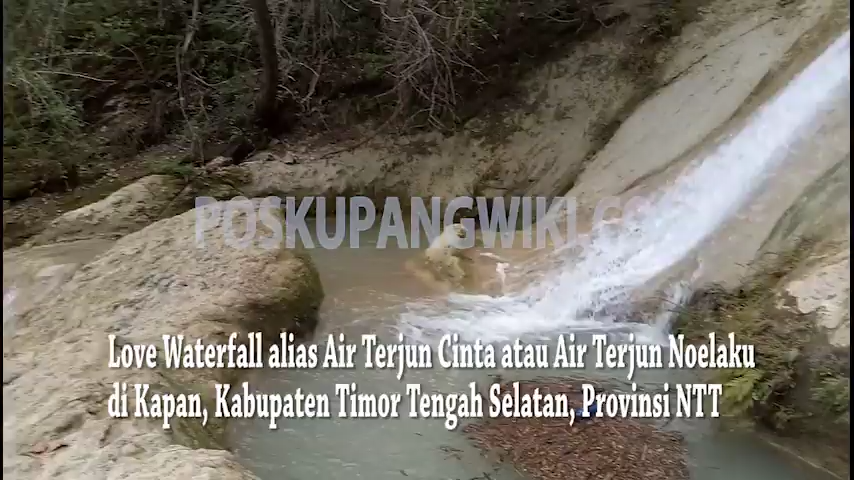 POSKUPANGWIKI.CO
Love Waterfall alias Air Terjun Cinta atau Air Terjun Noelaku
di Kapan, Kabupaten Timor Tengah Selatan, Provinsi NTT